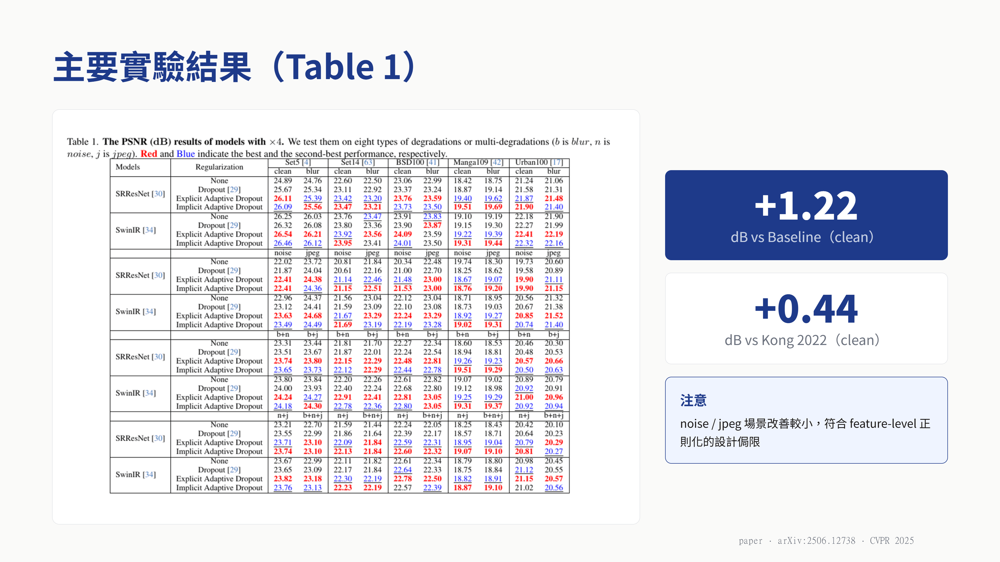 主要實驗結果（Table 1）
Table 1. The PSNR (dB) results of models with ×4. We test them on eight types of degradations or multi-degradations (b is blur, n is
noise, j is jpeg). Red and Blue indicate the best and the second-best performance, respectively.
Models Regularization Set5 [4] Set14 [63] BSD100 [41] Manga109 [42] Urban100 [17]
clean blur clean blur clean blur clean blur clean blur
SRResNet [30]
None 24.89 24.76 22.60 22.50 23.06 22.99 18.42 18.75 21.24 21.06
Dropout [29] 25.67 25.34 23.11 22.92 23.37 23.24 18.87 19.14 21.58 21.31
Explicit Adaptive Dropout 26.11 25.39 23.42 23.20 23.76 23.59 19.40 19.62 21.87 21.48
Implicit Adaptive Dropout 26.09 25.56 23.47 23.21 23.73 23.50 19.51 19.69 21.90 21.40
SwinIR [34]
None 26.25 26.03 23.76 23.47 23.91 23.83 19.10 19.19 22.18 21.90
Dropout [29] 26.32 26.08 23.80 23.36 23.90 23.87 19.15 19.30 22.27 21.99
Explicit Adaptive Dropout 26.54 26.21 23.92 23.56 24.09 23.59 19.22 19.39 22.41 22.19
Implicit Adaptive Dropout 26.46 26.12 23.95 23.41 24.01 23.50 19.31 19.44 22.32 22.16
noise jpeg noise jpeg noise jpeg noise jpeg noise jpeg
SRResNet [30]
None 22.02 23.72 20.81 21.84 20.34 22.48 19.74 18.30 19.73 20.60
Dropout [29] 21.87 24.04 20.61 22.16 21.00 22.70 18.25 18.62 19.58 20.89
Explicit Adaptive Dropout 22.41 24.38 21.14 22.46 21.48 23.00 18.67 19.07 19.90 21.11
Implicit Adaptive Dropout 22.41 24.36 21.15 22.51 21.53 23.00 18.76 19.20 19.90 21.15
SwinIR [34]
None 22.96 24.37 21.56 23.04 22.12 23.04 18.71 18.95 20.56 21.32
Dropout [29] 23.12 24.41 21.59 23.09 22.10 23.08 18.73 19.03 20.67 21.38
Explicit Adaptive Dropout 23.63 24.68 21.67 23.29 22.24 23.29 18.92 19.27 20.85 21.52
Implicit Adaptive Dropout 23.49 24.49 21.69 23.19 22.19 23.28 19.02 19.31 20.74 21.40
b+n b+j b+n b+j b+n b+j b+n b+j b+n b+j
SRResNet [30]
None 23.31 23.44 21.81 21.70 22.27 22.34 18.60 18.53 20.46 20.30
Dropout [29] 23.51 23.67 21.87 22.01 22.24 22.54 18.94 18.81 20.48 20.53
Explicit Adaptive Dropout 23.74 23.80 22.15 22.29 22.48 22.81 19.26 19.23 20.57 20.66
Implicit Adaptive Dropout 23.65 23.73 22.12 22.29 22.44 22.78 19.51 19.29 20.50 20.63
SwinIR [34]
None 23.80 23.84 22.20 22.26 22.61 22.82 19.07 19.02 20.89 20.79
Dropout [29] 24.00 23.93 22.40 22.24 22.68 22.80 19.12 18.98 20.92 20.91
Explicit Adaptive Dropout 24.24 24.27 22.91 22.41 22.81 23.05 19.25 19.29 21.00 20.96
Implicit Adaptive Dropout 24.18 24.30 22.78 22.36 22.80 23.05 19.31 19.37 20.92 20.94
n+j b+n+j n+j b+n+j n+j b+n+j n+j b+n+j n+j b+n+j
SRResNet [30]
None 23.21 22.70 21.59 21.44 22.24 22.05 18.25 18.43 20.42 20.10
Dropout [29] 23.55 22.99 21.86 21.64 22.39 22.17 18.57 18.71 20.64 20.23
Explicit Adaptive Dropout 23.71 23.10 22.09 21.84 22.59 22.31 18.95 19.04 20.79 20.29
Implicit Adaptive Dropout 23.74 23.10 22.13 21.84 22.60 22.32 19.07 19.10 20.81 20.27
SwinIR [34]
None 23.67 22.99 22.11 21.82 22.61 22.34 18.79 18.80 20.98 20.45
Dropout [29] 23.65 23.09 22.17 21.84 22.64 22.33 18.75 18.84 21.12 20.55
Explicit Adaptive Dropout 23.82 23.18 22.30 22.19 22.78 22.50 18.82 18.91 21.15 20.57
Implicit Adaptive Dropout 23.76 23.13 22.23 22.19 22.57 22.39 18.87 19.10 21.02 20.56
+1.22
dB vs Baseline（clean）
+0.44
dB vs Kong 2022（clean）
注意
noise / jpeg 場景改善較小，符合 feature-level 正
則化的設計侷限
paper · arXiv:2506.12738 · CVPR 2025